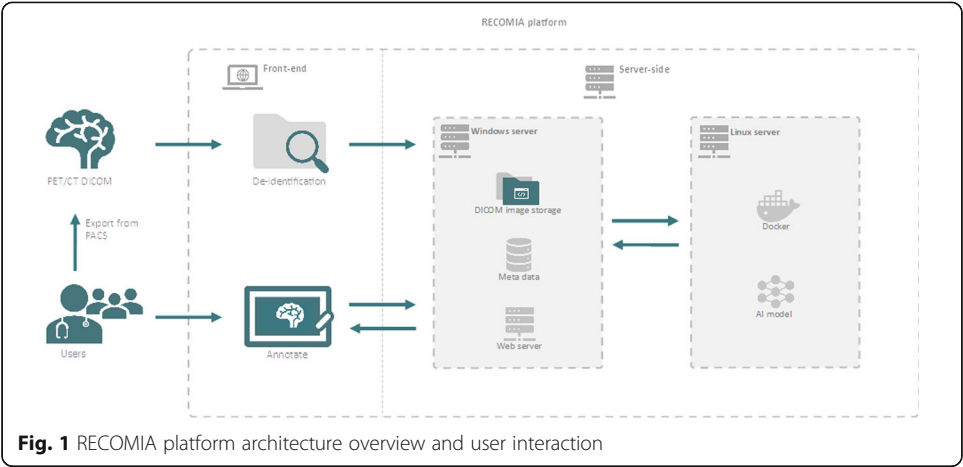 RECOMIA platform
Front-end
Server-side
PET/CT DICOM
De-identification
Windows server
Linux server
DICOM image storage
Docker
Export from
PACS
Meta data
AI model
Users
Annotate
Web server
Fig. 1 RECOMIA platform architecture overview and user interaction